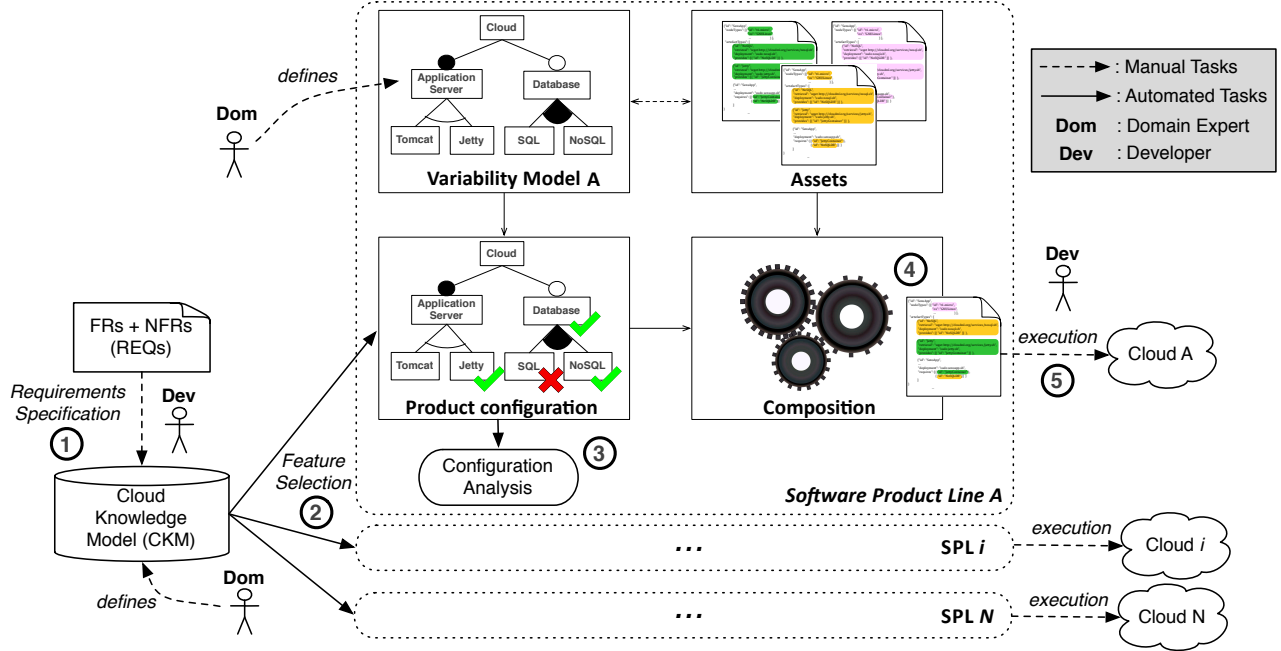 Cloud
Application
Server
Database
Tomcat
Jetty
SQL
NoSQL
Variability Model A
Assets
defines
Dom
: Manual Tasks
: Automated Tasks
Dom : Domain Expert
Dev : Developer
Cloud
Application
Server
Database
Tomcat
Jetty
SQL
NoSQL
Product configuration
4
Composition
Dev
execution
5
Cloud A
FRs + NFRs
(REQs)
Requirements
Specification
1
Dev
Feature
Selection
2
3
Configuration
Analysis
Software Product Line A
Cloud
Knowledge
Model (CKM)
Dom
defines
...
SPL i
execution
Cloud i
...
SPL N
execution
Cloud N